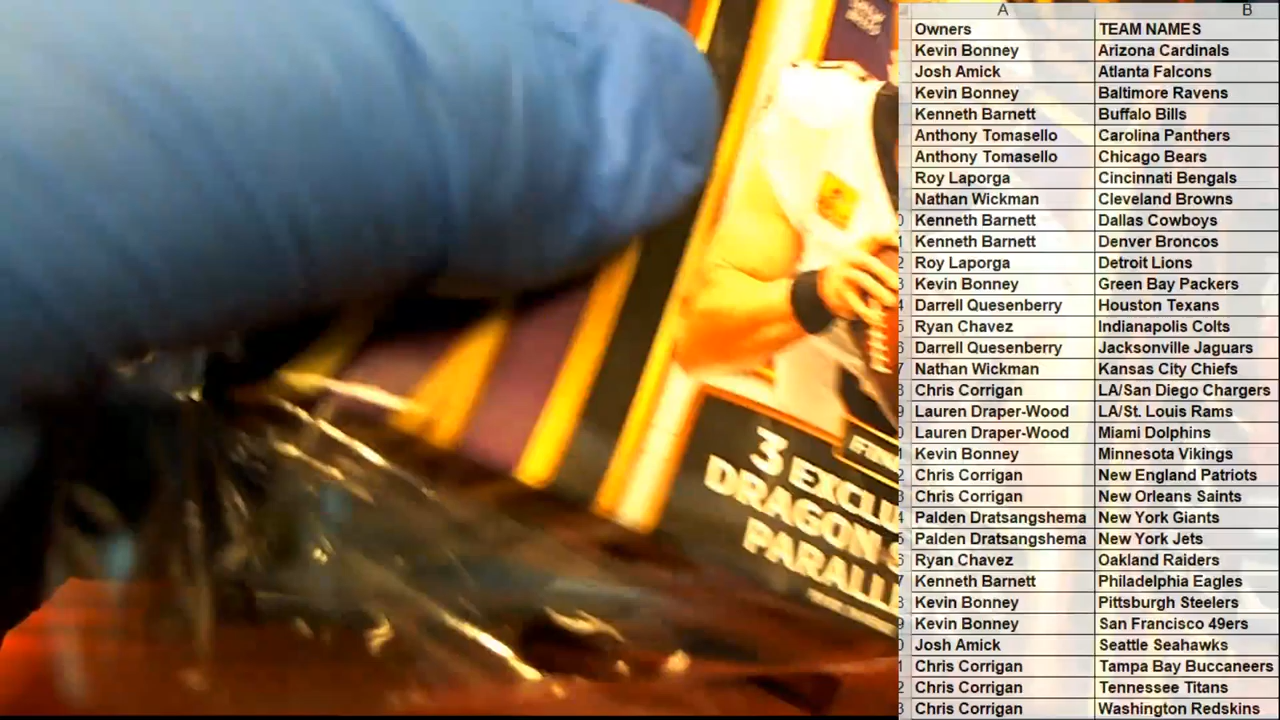 A B
Owners TEAM NAMES
Kevin Bonney Arizona Cardinals
Josh Amick Atlanta Falcons
Kevin Bonney Baltimore Ravens
Kenneth Barnett Buffalo Bills
Anthony Tomasello Carolina Panthers
Anthony Tomasello Chicago Bears
Roy Laporga Cincinnati Bengals
Nathan Wickman Cleveland Browns
Kenneth Barnett Dallas Cowboys
Kenneth Barnett Denver Broncos
Roy Laporga Detroit Lions
Kevin Bonney Green Bay Packers
Darrell Quesenberry Houston Texans
Ryan Chavez Indianapolis Colts
Darrell Quesenberry Jacksonville Jaguars
Nathan Wickman Kansas City Chiefs
Chris Corrigan LA/San Diego Chargers
Lauren Draper-Wood LA/St. Louis Rams
Lauren Draper-Wood Miami Dolphins
Kevin Bonney Minnesota Vikings
Chris Corrigan New England Patriots
Chris Corrigan New Orleans Saints
Palden Dratsangshema New York Giants
Palden Dratsangshema New York Jets
Ryan Chavez Oakland Raiders
Kenneth Barnett Philadelphia Eagles
Kevin Bonney Pittsburgh Steelers
Kevin Bonney San Francisco 49ers
Josh Amick Seattle Seahawks
Chris Corrigan Tampa Bay Buccaneers
Chris Corrigan Tennessee Titans
Chris Corrigan Washington Redskins
3 EXCLU
DRAGON S
PARALL